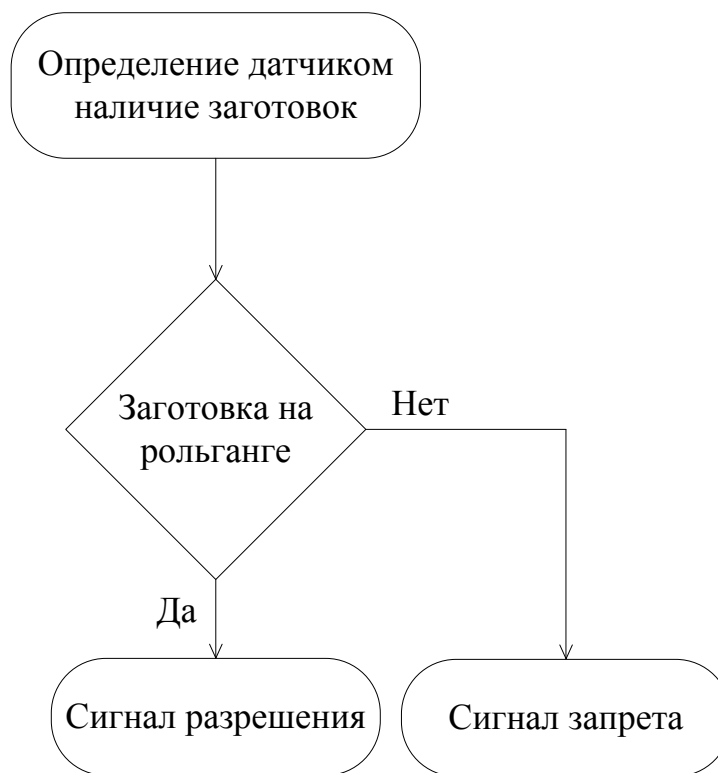 Определение датчиком
наличие заготовок
Заготовка на
рольганге
Нет
Да
Сигнал разрешения
Сигнал запрета